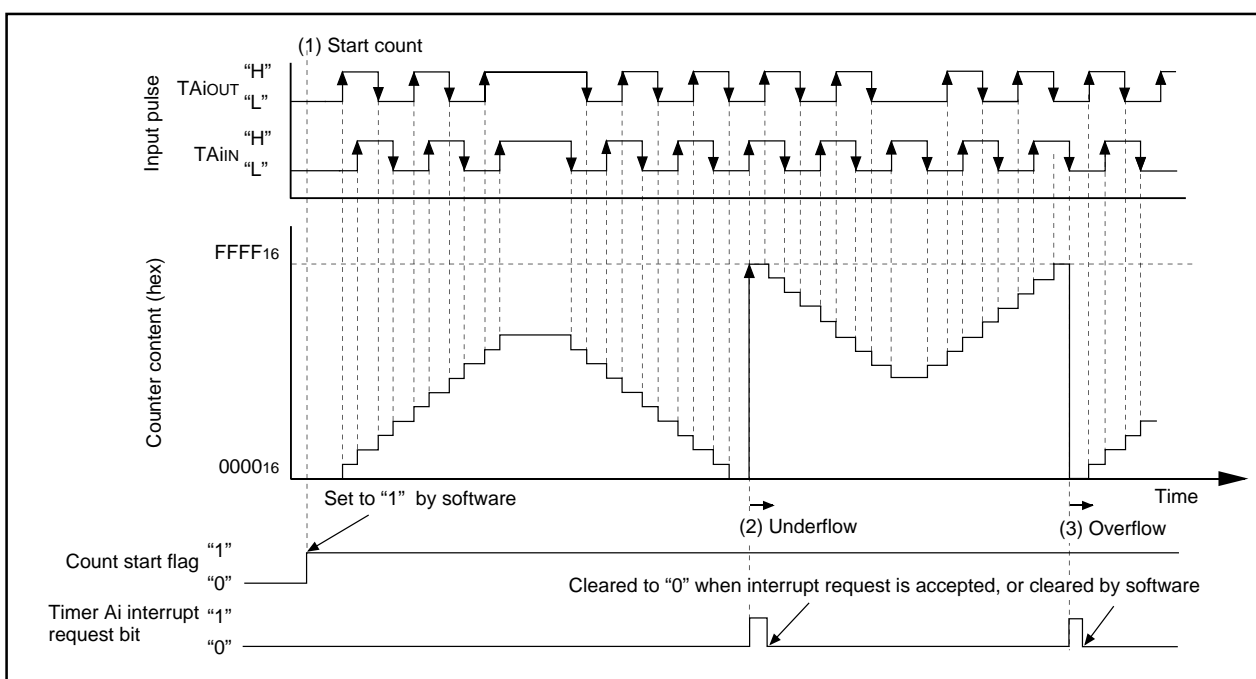 (1) Start count
Input pulse
TAiOUT
“H”
“L”
TAiIN
“H”
“L”
Counter content (hex)
FFFF16
000016
Time
Set to “1” by software
(2) Underflow
(3) Overflow
Count start flag
“1”
“0”
Cleared to “0” when interrupt request is accepted, or cleared by software
Timer Ai interrupt
request bit
“1”
“0”